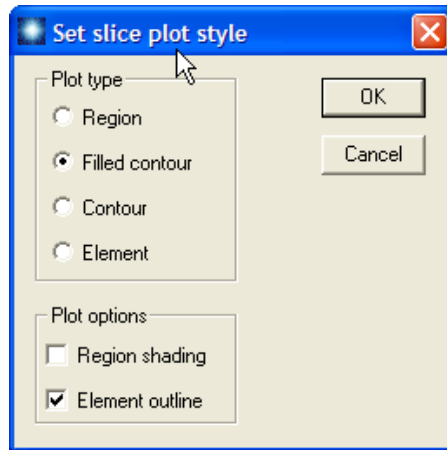 Set slice plot style
Plot type
Region
Filled contour
Contour
Element
OK
Cancel
Plot options
Region shading
Element outline